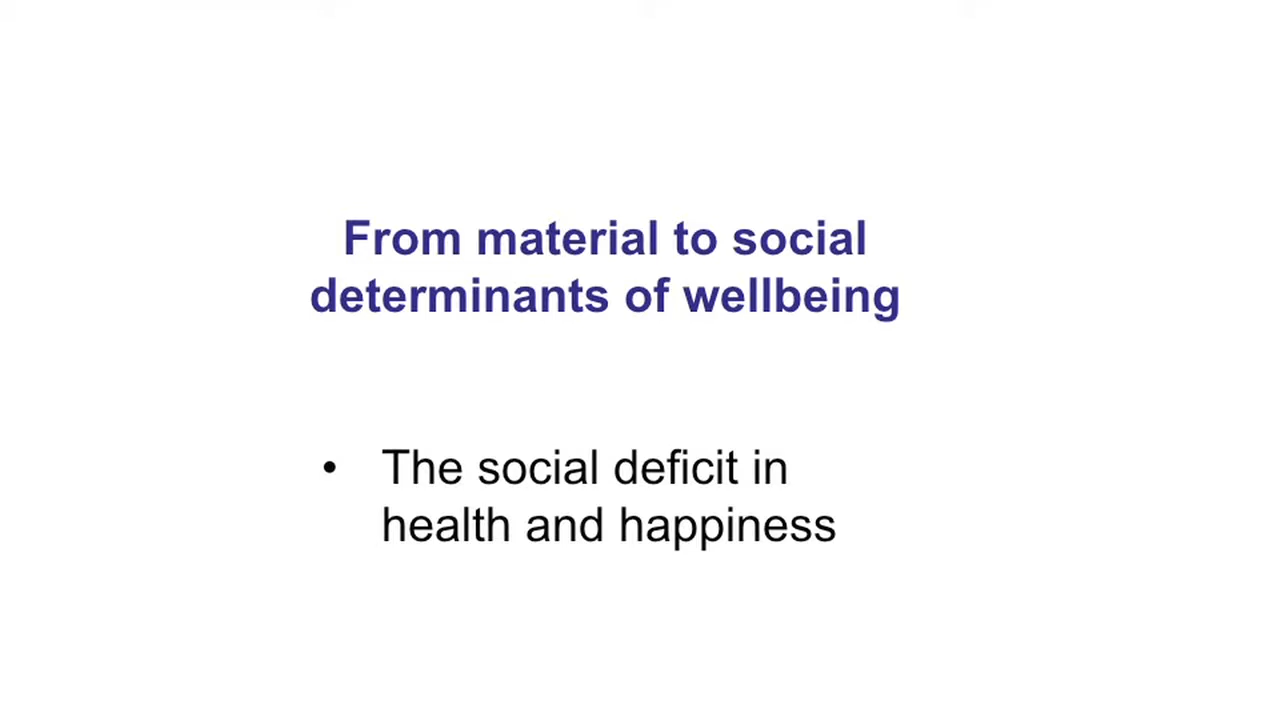 From material to social
determinants of wellbeing
• The social deficit in
health and happiness